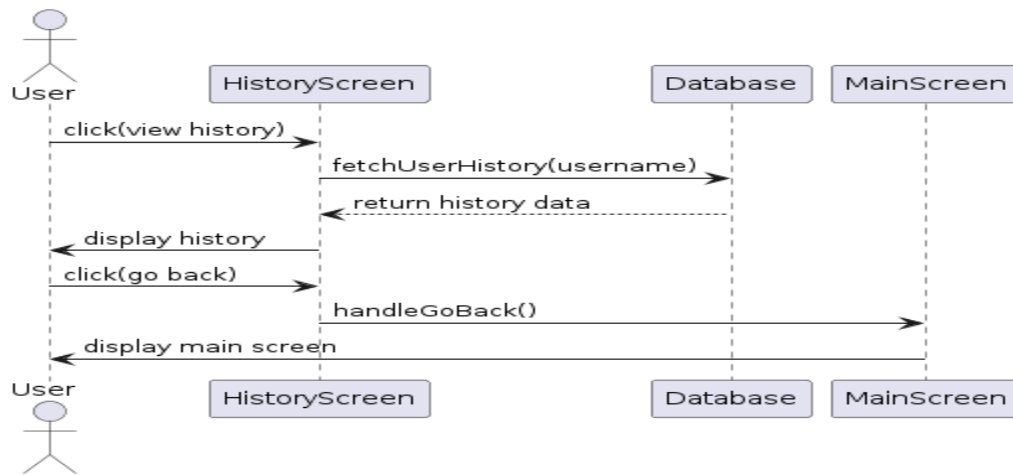 User
HistoryScreen
Database
MainScreen
click(view history)
fetchUserHistory(username)
return history data
display history
click(go back)
handleGoBack()
display main screen
User
HistoryScreen
Database
MainScreen